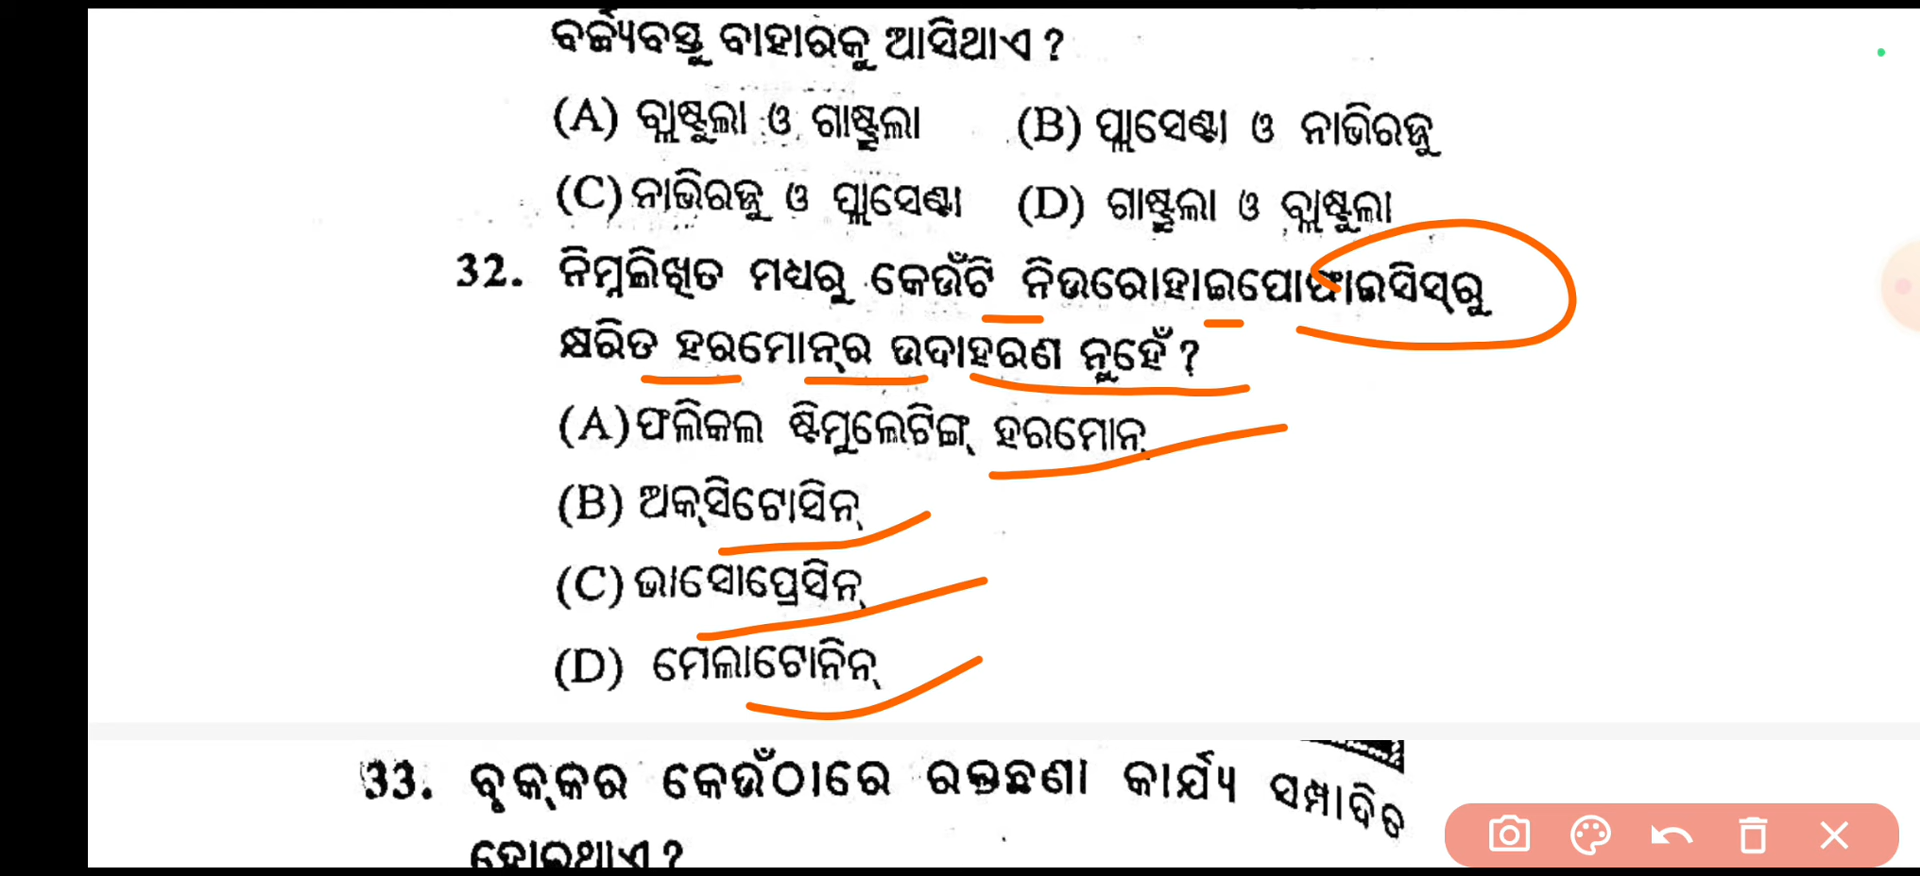 ବର୍ଜ୍ଯ୍ୟବସ୍ତୁ ବାହାରକୁ ଆସିଥାଏ ?
(A) ବ୍ଲାଷ୍ଟୁଲା ଓ ଗାଷ୍ଟ୍ରୁଲା (B) ପ୍ଲାସେଣ୍ଟା ଓ ନାଭିରଜ୍ଜୁ
(C) ନାଭିରଜ୍ଜୁ ଓ ପ୍ଲାସେଣ୍ଟା (D) ଗାଷ୍ଟ୍ରୁଲା ଓ ବ୍ଲାଷ୍ଟୁଲା
32. ନିମ୍ନଲିଖିତ ମଧ୍ୟରୁ କେଉଁଟି ନିଉରୋହାଇପୋଫାଇସିସ୍‌ରୁ
କ୍ଷରିତ ହରମୋନ୍‌ର ଉଦାହରଣ ନୁହେଁ ?
(A) ଫଲିକଲ ଷ୍ଟିମୁଲେଟିଙ୍ଗ୍ ହରମୋନ୍
(B) ଅକ୍‌ସିଟୋସିନ୍
(C) ଭାସୋପ୍ରେସିନ୍
(D) ମେଲାଟୋନିନ୍
33. ବୃକ୍‌କର କେଉଁଠାରେ ରକ୍ତଛଣା କାର୍ଯ୍ୟ ସମ୍ପାଦିତ
ହୋଇଥାଏ ?